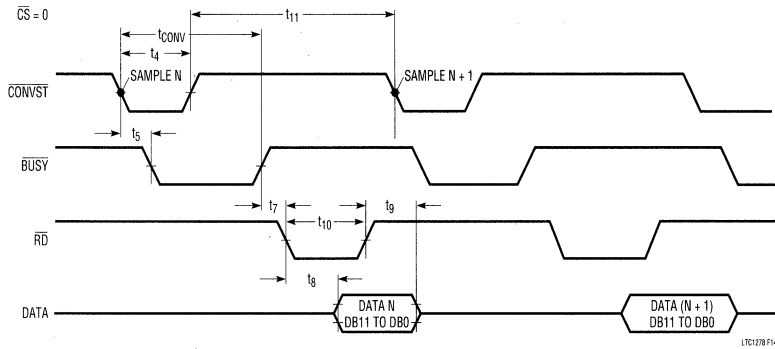 CS = 0
t11
tCONV
t4
SAMPLE N
SAMPLE N + 1
CONVST
t5
BUSY
t7
t10
t9
RD
t8
DATA
DATA N
DB11 TO DB0
DATA (N + 1)
DB11 TO DB0
LTC1278 F14